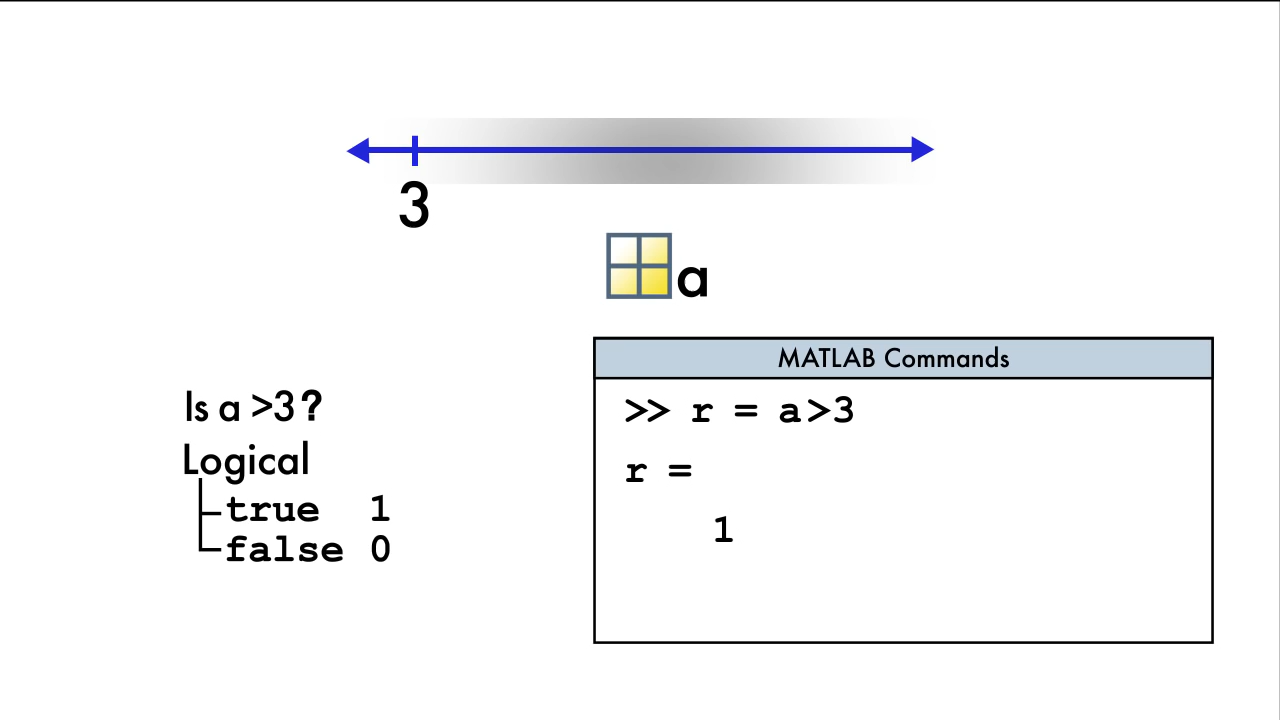 3
a
Is a >3?
Logical
true 1
false 0
MATLAB Commands
>> r = a>3
r =
1